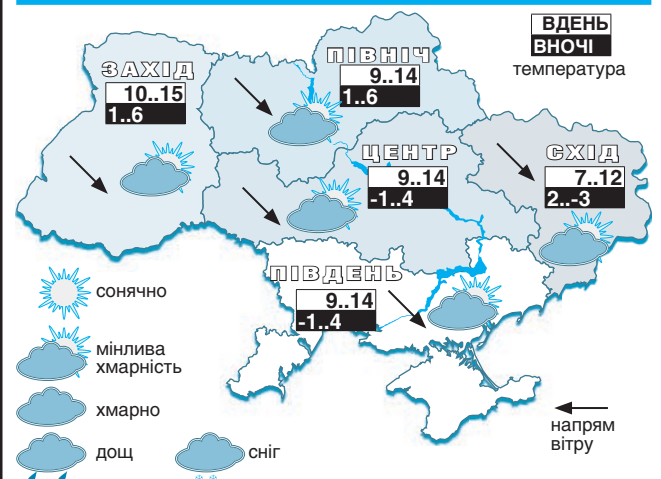 ВДЕНЬ
ВНОЧІ
температура
ПІВНІЧ
9..14
1..6
ЗАХІД
10..15
1..6
ЦЕНТР
9..14
-1..4
СХІД
7..12
2..-3
ПІВДЕНЬ
9..14
-1..4
сонячно
мінлива
хмарність
хмарно
дощ
сніг
напрям
вітру